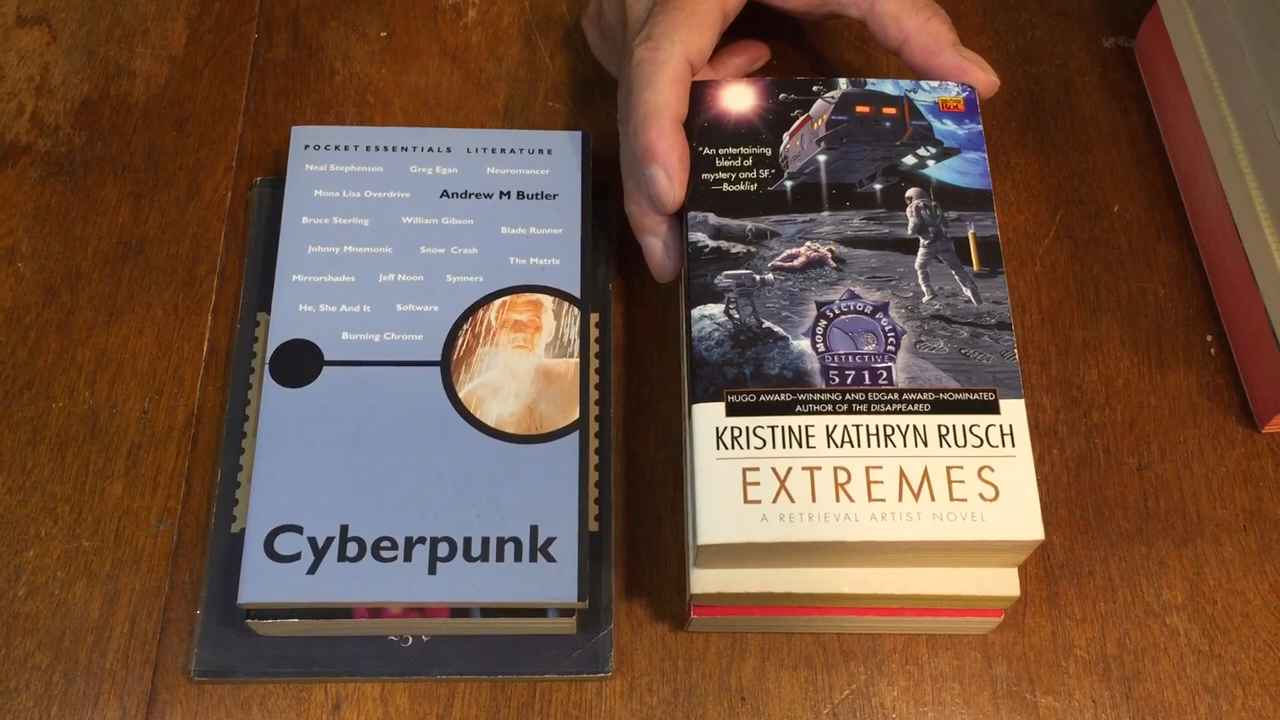 POCKET ESSENTIALS LITERATURE
Neal Stephenson Greg Egan Neuromancer
Mona Lisa Overdrive Andrew M Butler
Bruce Sterling William Gibson Blade Runner
Johnny Mnemonic Snow Crash The Matrix
Mirrorshades Jeff Noon Synners
He, She And It Software
Burning Chrome
Cyberpunk
ROC
"An entertaining
blend of
mystery and SF."
—Booklist
MOON SECTOR POLICE
DETECTIVE
5712
HUGO AWARD–WINNING AND EDGAR AWARD–NOMINATED
AUTHOR OF THE DISAPPEARED
KRISTINE KATHRYN RUSCH
EXTREMES
A RETRIEVAL ARTIST NOVEL